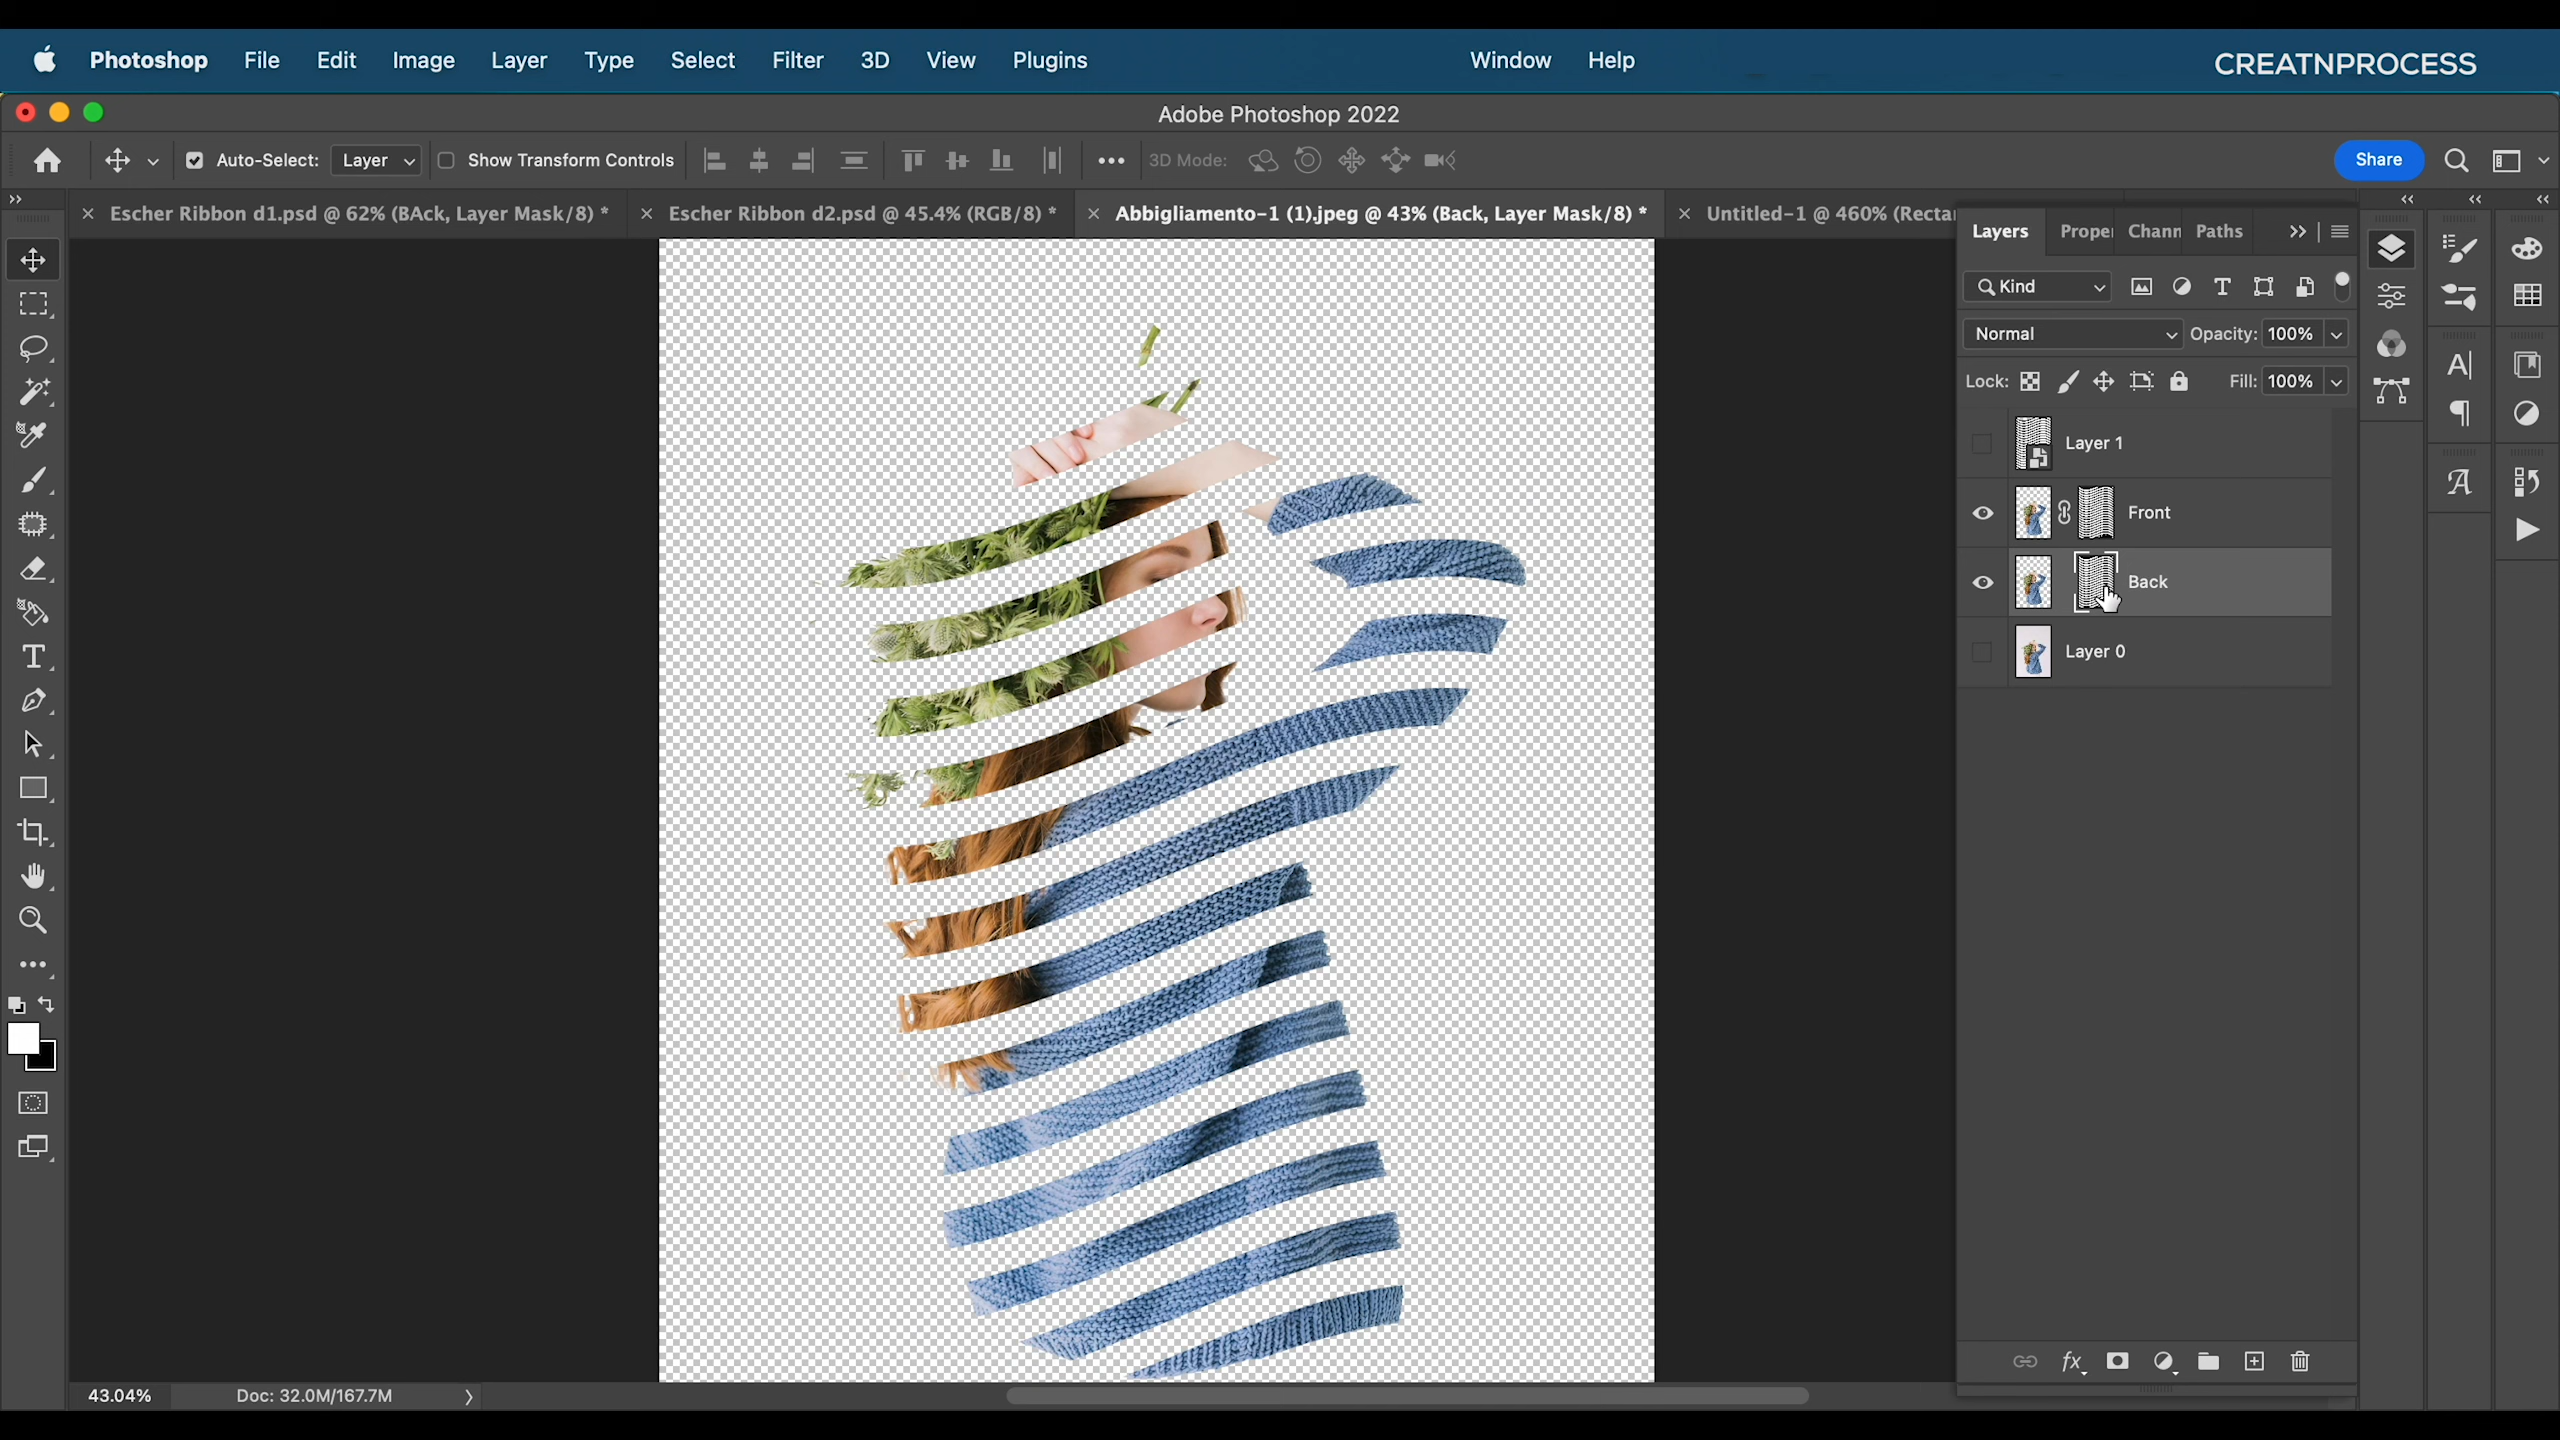 Photoshop File Edit Image Layer Type Select Filter 3D View Plugins Window Help CREATNPROCESS
Adobe Photoshop 2022
Auto-Select: Layer Show Transform Controls 3D Mode: Share
Escher Ribbon d1.psd @ 62% (BAck, Layer Mask/8) * Escher Ribbon d2.psd @ 45.4% (RGB/8) * Abbigliamento-1 (1).jpeg @ 43% (Back, Layer Mask/8) * Untitled-1 @ 460% (Rectan
Layers Proper Chann Paths
Kind
Normal Opacity: 100%
Lock: Fill: 100%
Layer 1
Front
Back
Layer 0
fx
43.04% Doc: 32.0M/167.7M